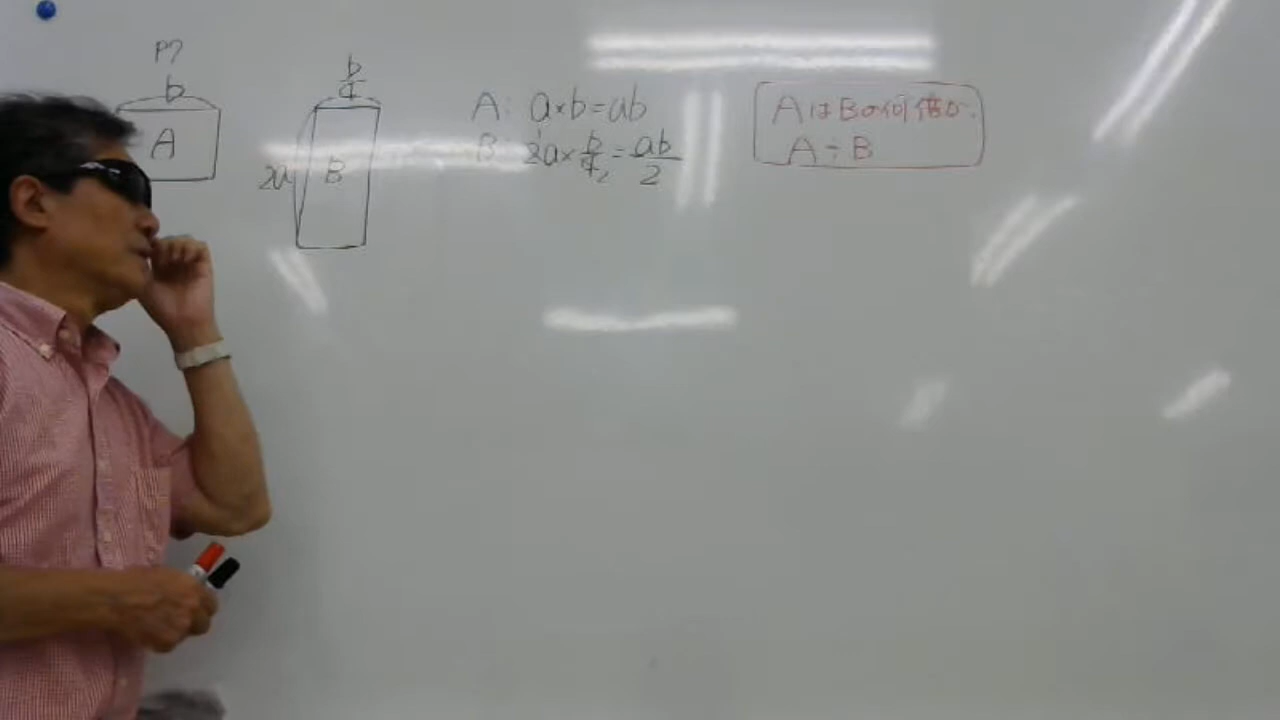 P7
b
A
b/4
2a
B
A: a×b=ab
B: 2a×b/4=ab/2
AはBの何倍か.
A÷B